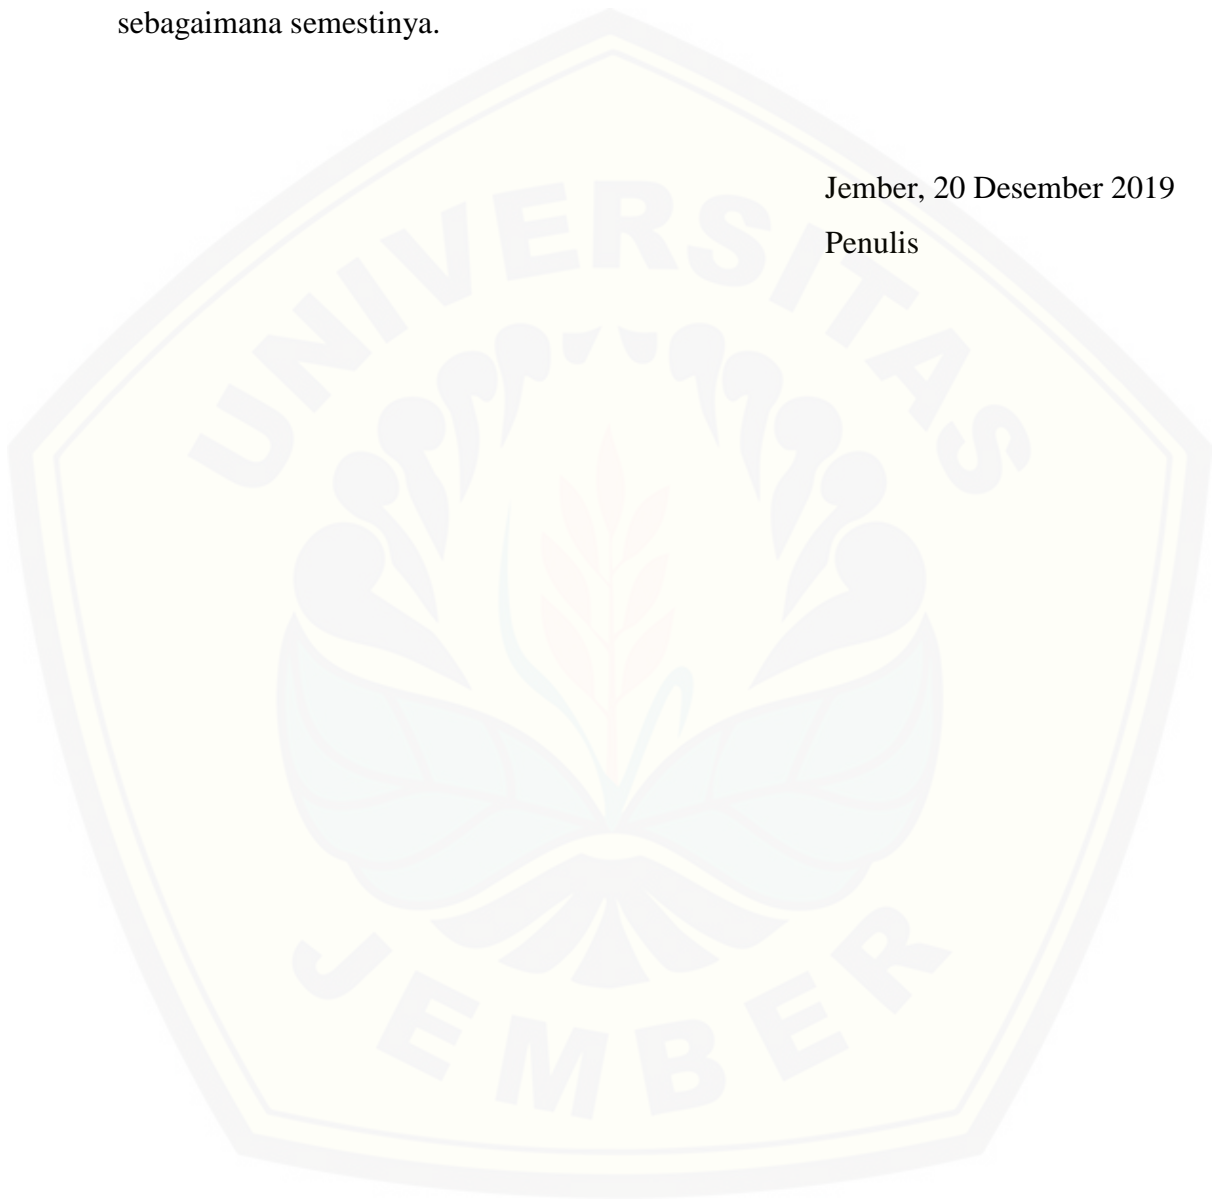 sebagaimana semestinya.
Jember, 20 Desember 2019
Penulis
UNIVERSITAS
JEMBER